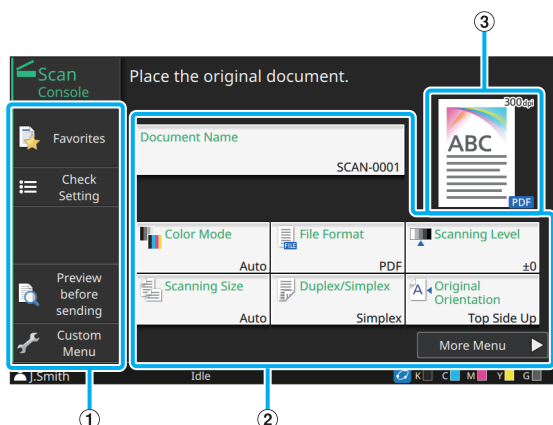 ③
Scan
Console
Place the original document.
300dpi
ABC
PDF
Favorites
Document Name
SCAN-0001
Check
Setting
Color Mode
Auto
File Format
FILE
PDF
Scanning Level
±0
Preview
before
sending
Scanning Size
Auto
Duplex/Simplex
Simplex
A
Original
Orientation
Top Side Up
Custom
Menu
More Menu
J.Smith
Idle
K C M Y G
① ②